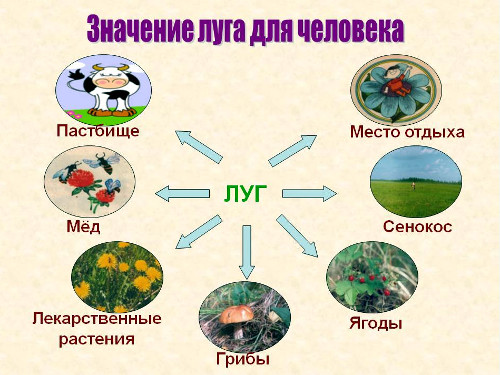 Значение луга для человека
Пастбище
Место отдыха
ЛУГ
Мёд
Сенокос
Лекарственные
растения
Грибы
Ягоды